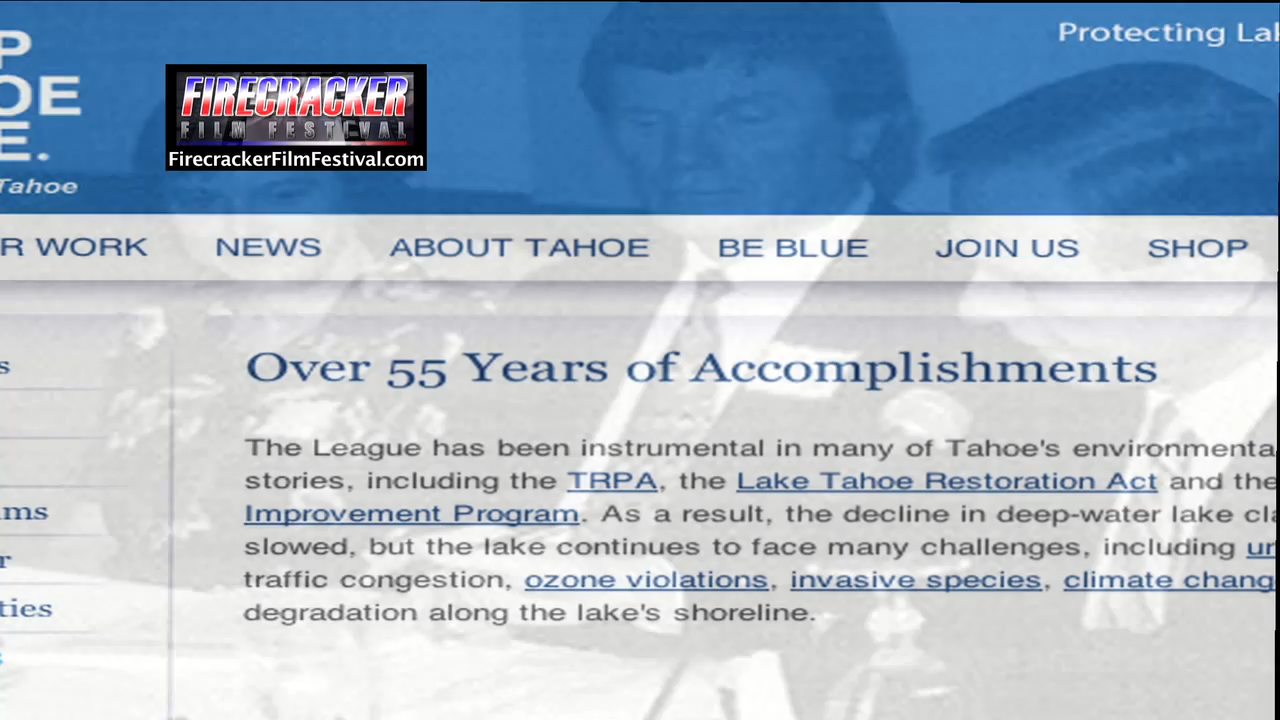 Protecting Lak
P
OE
E.
Tahoe
FIRECRACKER
FILM FESTIVAL
FirecrackerFilmFestival.com
R WORK NEWS ABOUT TAHOE BE BLUE JOIN US SHOP
Over 55 Years of Accomplishments
s
The League has been instrumental in many of Tahoe's environmenta
stories, including the TRPA, the Lake Tahoe Restoration Act and the
Improvement Program. As a result, the decline in deep-water lake cla
slowed, but the lake continues to face many challenges, including ur
traffic congestion, ozone violations, invasive species, climate chang
degradation along the lake's shoreline.
ms
r
ties
s